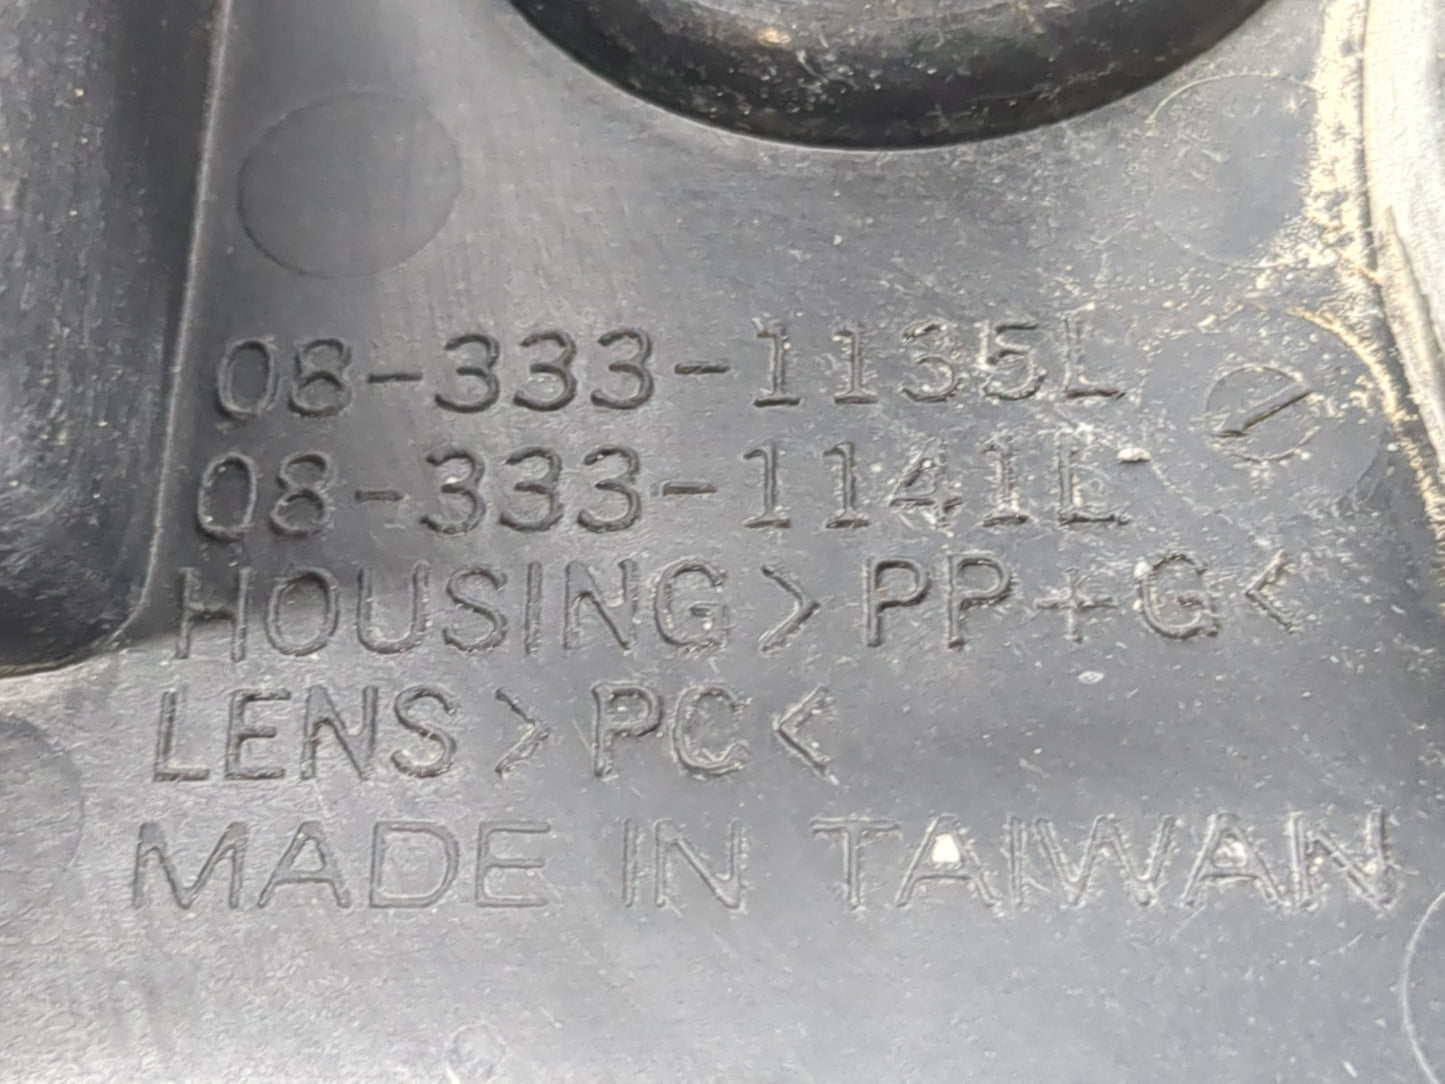 08-333-1135L
08-333-1141L
HOUSING>PP+G<
LENS>PC<
MADE IN TAIWAN